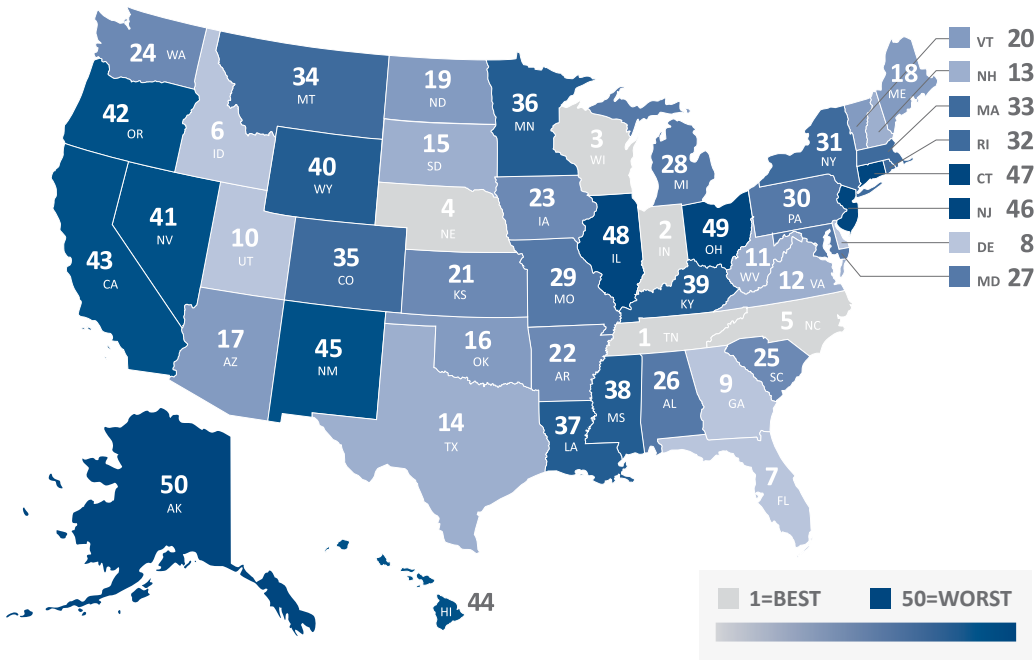 VT 20
NH 13
MA 33
RI 32
CT 47
NJ 46
DE 8
MD 27
24 WA
34
MT
19
ND
36
MN
3
WI
28
MI
31
NY
18
ME
42
OR
6
ID
40
WY
15
SD
4
NE
23
IA
48
IL
2
IN
49
OH
30
PA
43
CA
41
NV
10
UT
35
CO
21
KS
29
MO
39
KY
11
WV
12 VA
17
AZ
45
NM
16
OK
22
AR
1 TN
5 NC
25
SC
14
TX
37
LA
38
MS
26
AL
9
GA
7
FL
50
AK
HI 44
1=BEST
50=WORST